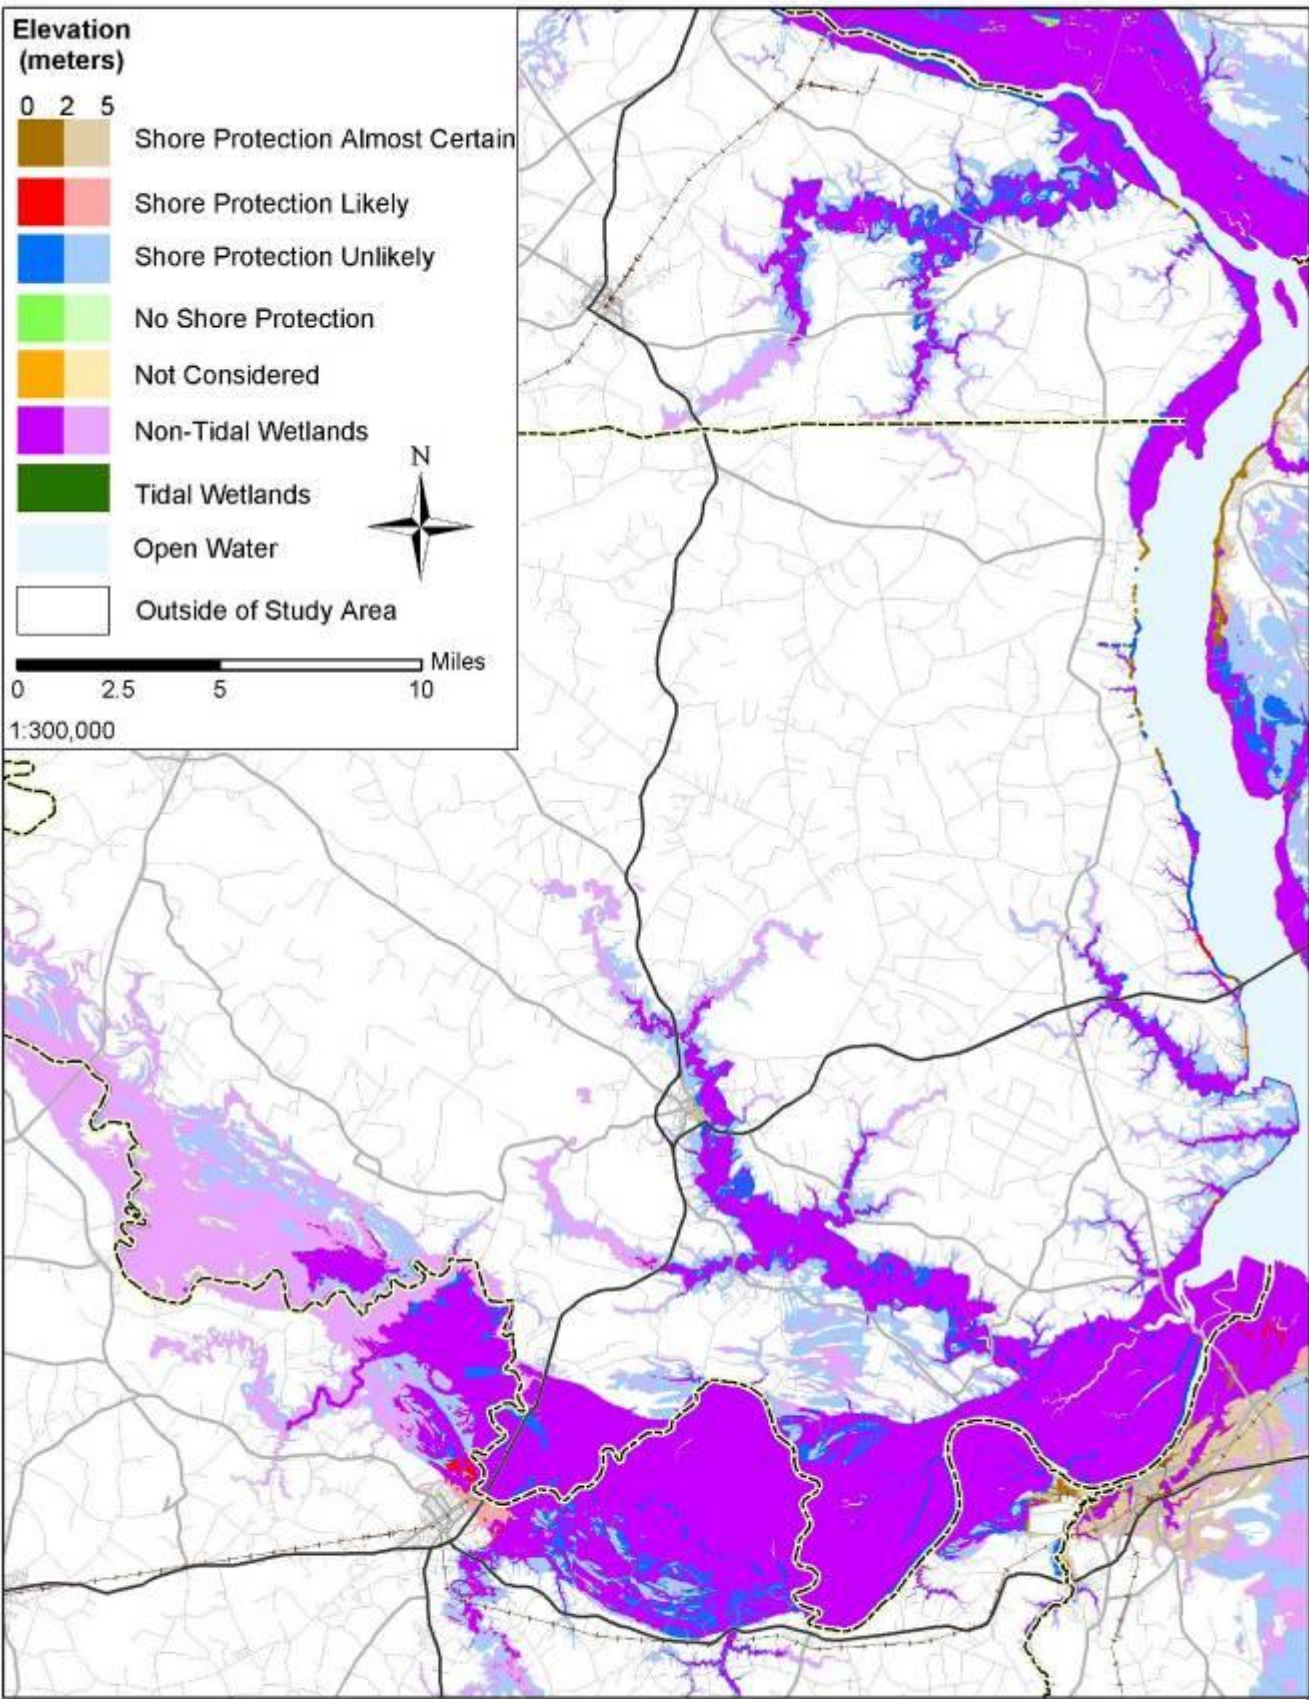 Elevation
(meters)
0 2 5
Shore Protection Almost Certain
Shore Protection Likely
Shore Protection Unlikely
No Shore Protection
Not Considered
Non-Tidal Wetlands
N
Tidal Wetlands
Open Water
Outside of Study Area
Miles
0 2.5 5 10
1:300,000